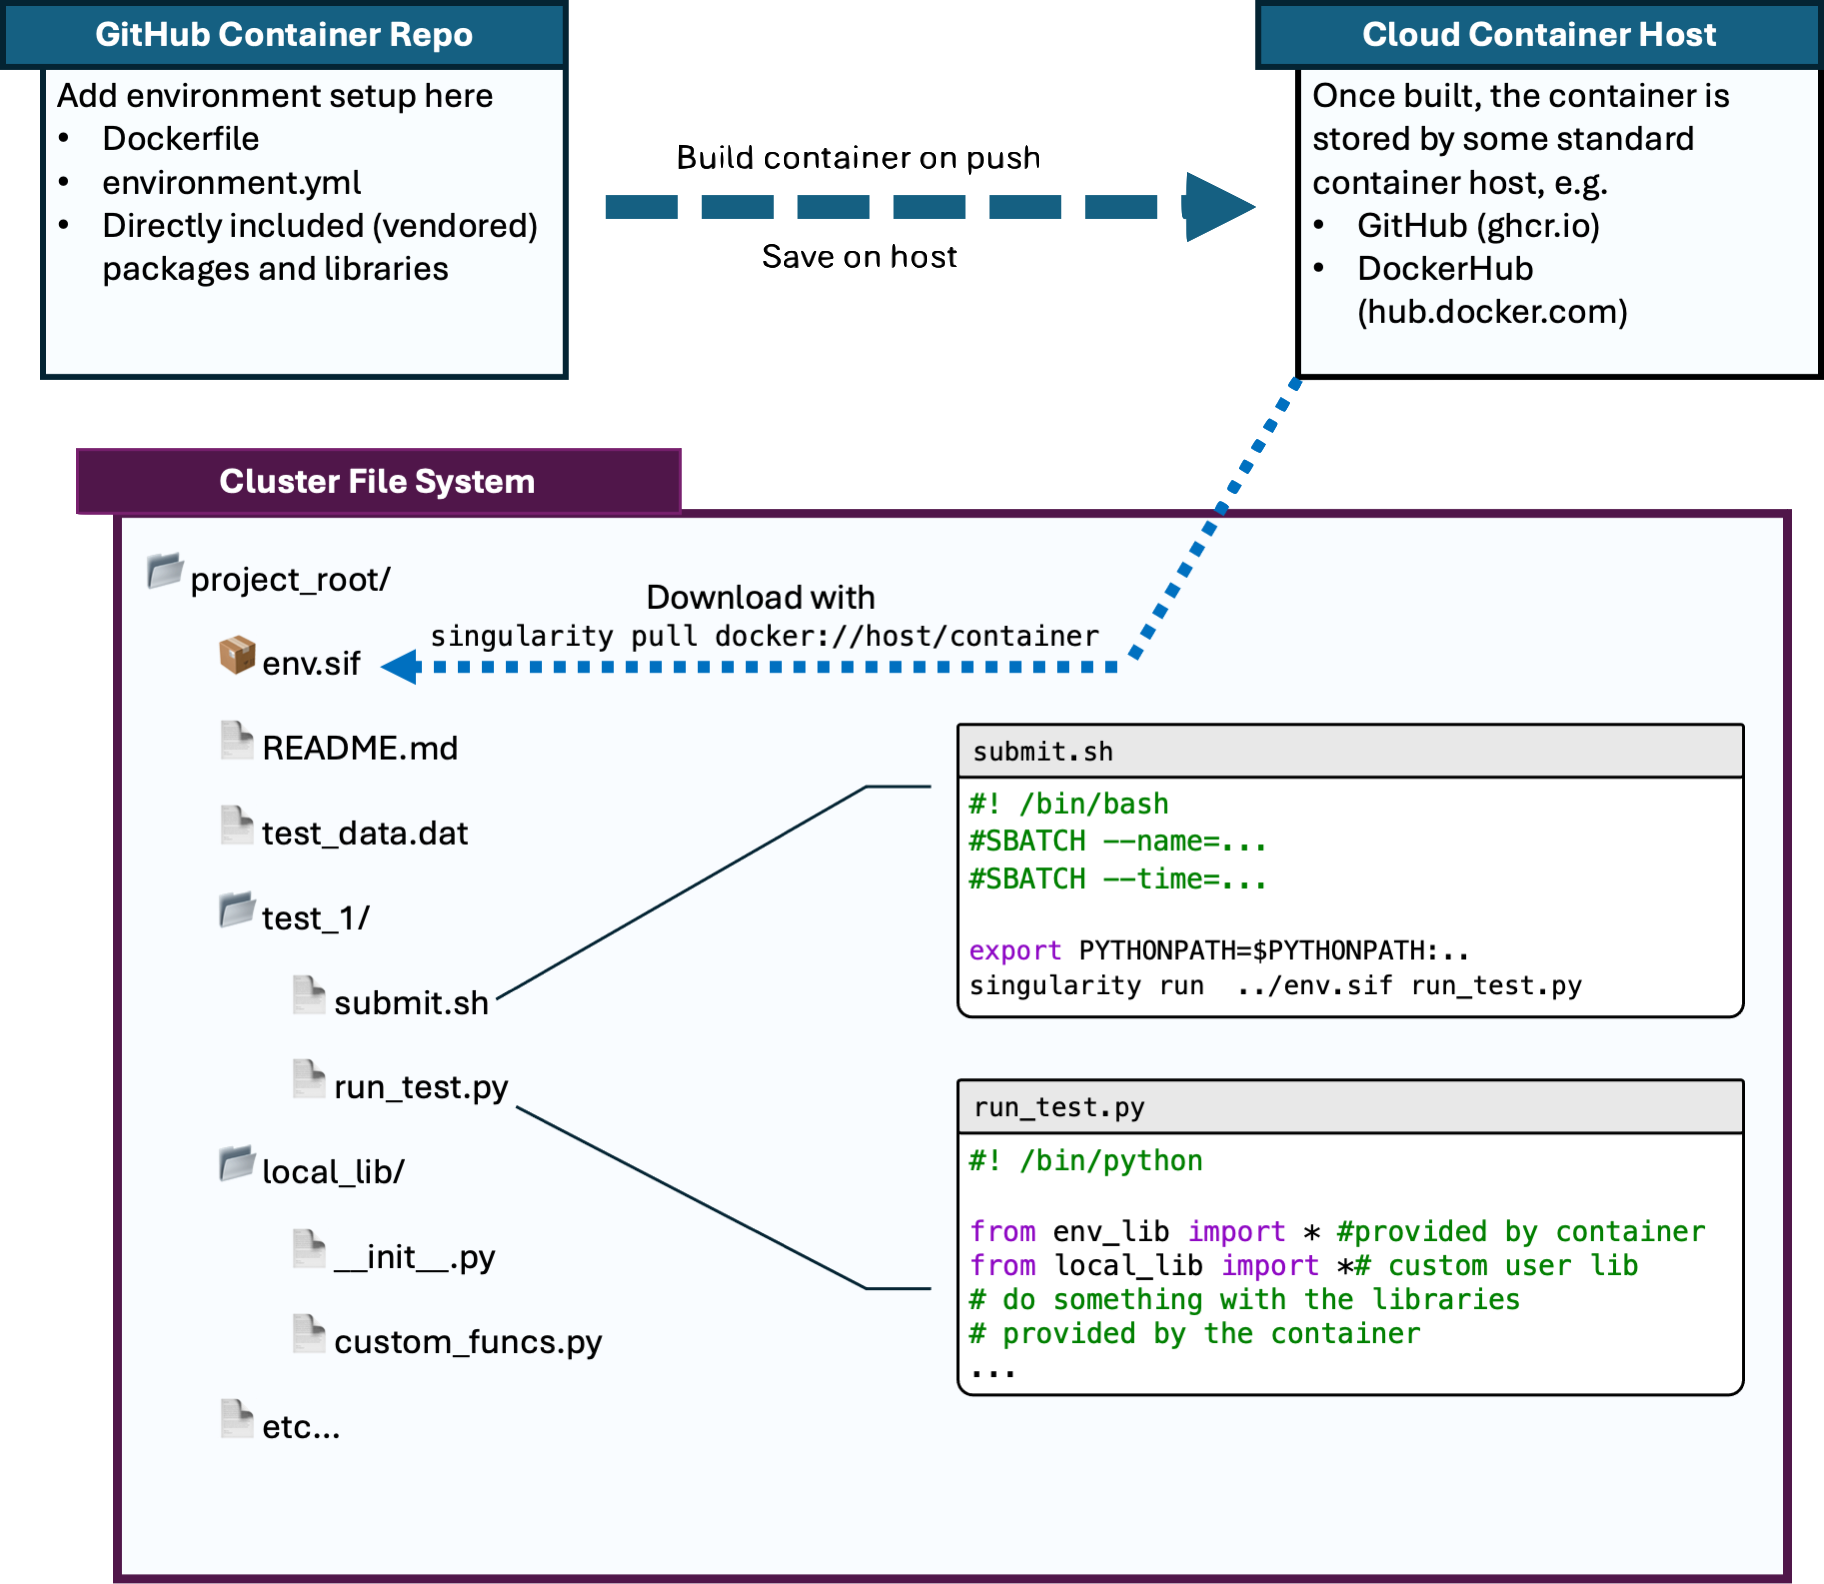 GitHub Container Repo
Add environment setup here
• Dockerfile
• environment.yml
• Directly included (vendored)
packages and libraries
Build container on push
Save on host
Cloud Container Host
Once built, the container is
stored by some standard
container host, e.g.
• GitHub (ghcr.io)
• DockerHub
(hub.docker.com)
Cluster File System
project_root/
Download with
singularity pull docker://host/container
env.sif
README.md
test_data.dat
test_1/
submit.sh
run_test.py
local_lib/
__init__.py
custom_funcs.py
etc...
submit.sh
#! /bin/bash
#SBATCH --name=...
#SBATCH --time=...
export PYTHONPATH=$PYTHONPATH:..
singularity run  ../env.sif run_test.py
run_test.py
#! /bin/python
from env_lib import * #provided by container
from local_lib import *# custom user lib
# do something with the libraries
# provided by the container
...